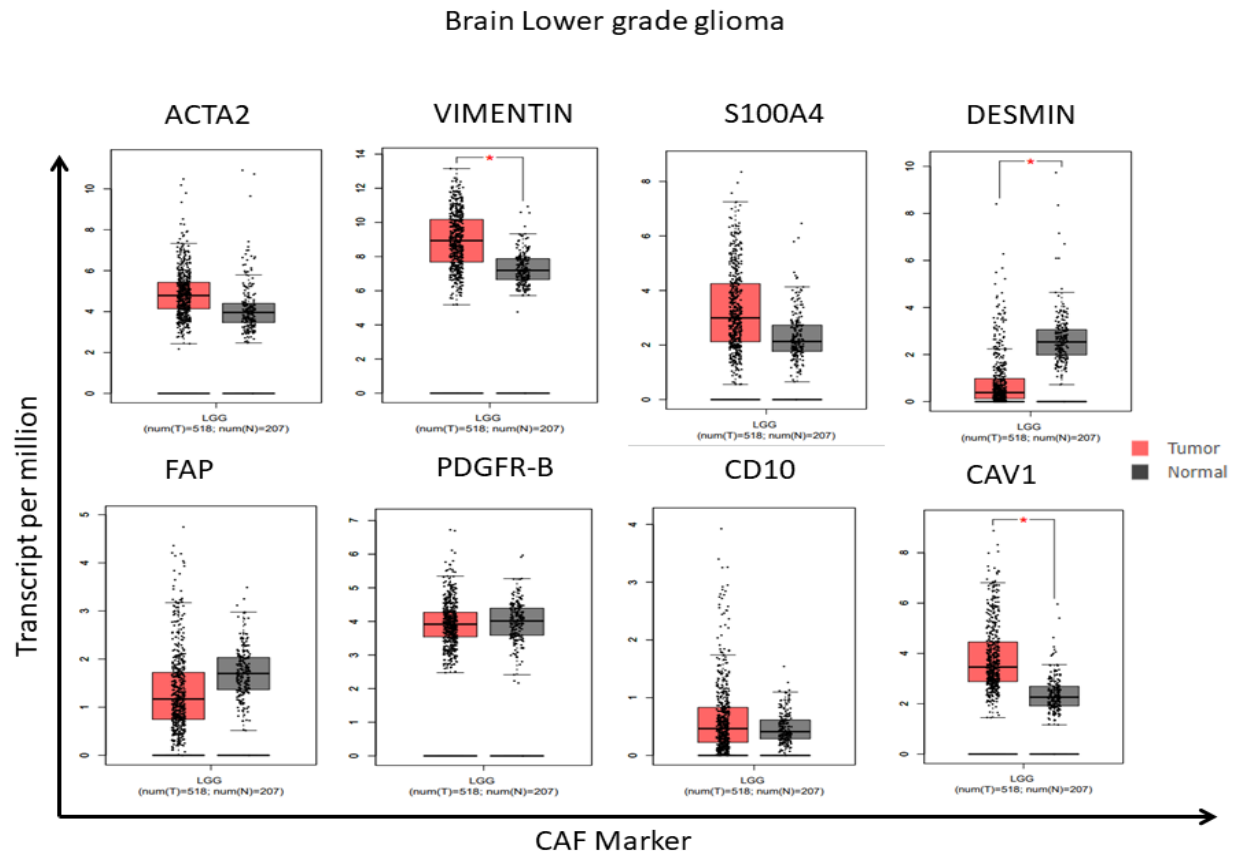 Brain Lower grade glioma
ACTA2
VIMENTIN
S100A4
DESMIN
0 2 4 6 8 10
LGG
(num(T)=518; num(N)=207)
0 2 4 6 8 10 12 14
*
LGG
(num(T)=518; num(N)=207)
0 2 4 6 8
LGG
(num(T)=518; num(N)=207)
0 2 4 6 8 10
*
LGG
(num(T)=518; num(N)=207)
Tumor
Normal
FAP
PDGFR-B
CD10
CAV1
0 1 2 3 4 5
LGG
(num(T)=518; num(N)=207)
0 1 2 3 4 5 6 7
LGG
(num(T)=518; num(N)=207)
0 1 2 3 4
LGG
(num(T)=518; num(N)=207)
0 2 4 6 8
*
LGG
(num(T)=518; num(N)=207)
Transcript per million
CAF Marker